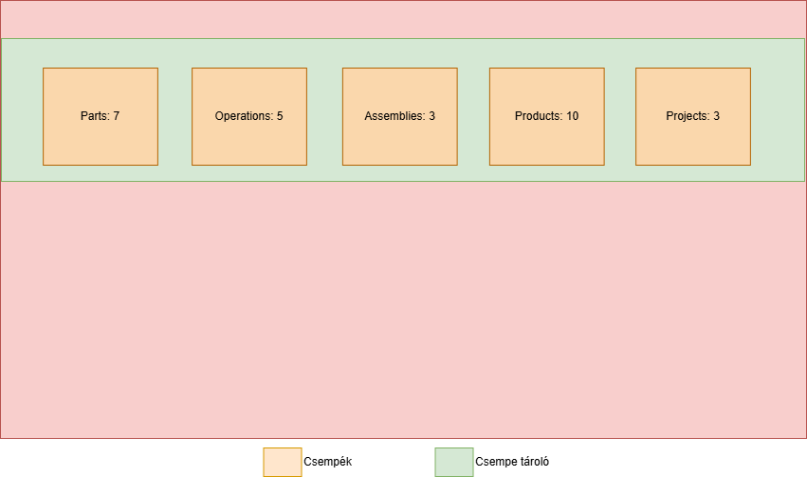 Parts: 7
Operations: 5
Assemblies: 3
Products: 10
Projects: 3
Csempék
Csempe tároló